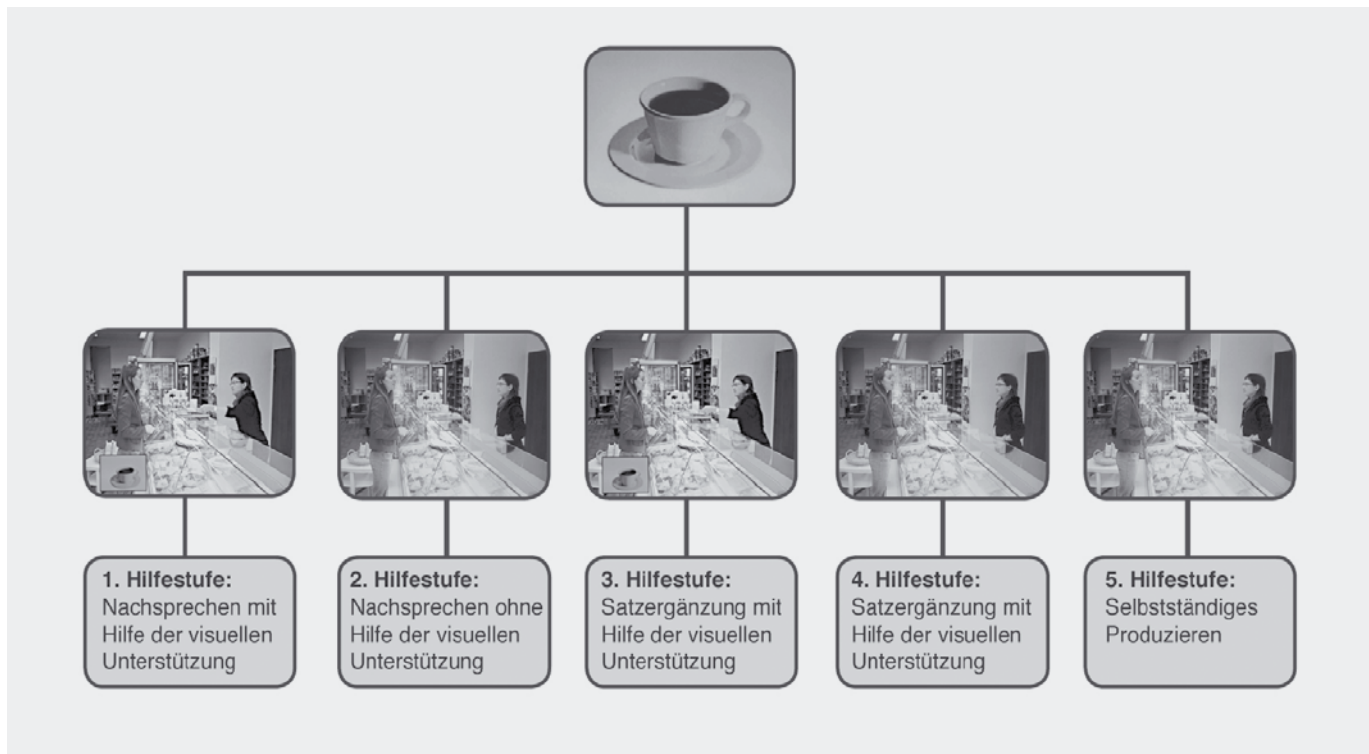 1. Hilfestufe:
Nachsprechen mit
Hilfe der visuellen
Unterstützung
2. Hilfestufe:
Nachsprechen ohne
Hilfe der visuellen
Unterstützung
3. Hilfestufe:
Satzergänzung mit
Hilfe der visuellen
Unterstützung
4. Hilfestufe:
Satzergänzung mit
Hilfe der visuellen
Unterstützung
5. Hilfestufe:
Selbstständiges
Produzieren